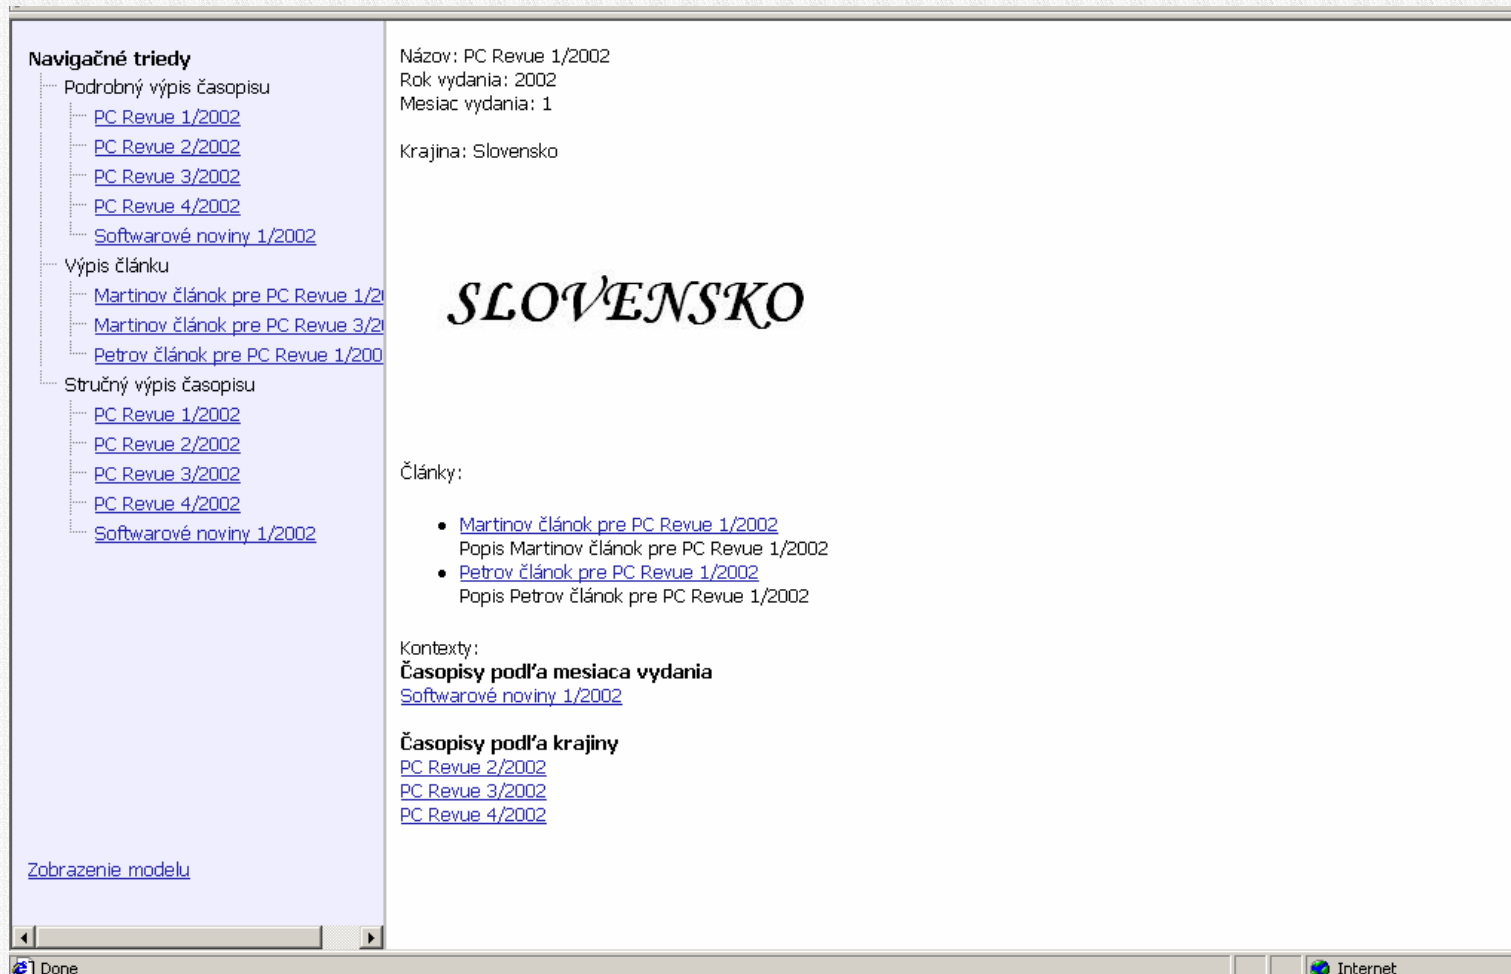 Navigačné triedy
Podrobný výpis časopisu
PC Revue 1/2002
PC Revue 2/2002
PC Revue 3/2002
PC Revue 4/2002
Softwarové noviny 1/2002
Výpis článku
Martinov článok pre PC Revue 1/2
Martinov článok pre PC Revue 3/2
Petrov článok pre PC Revue 1/200
Stručný výpis časopisu
PC Revue 1/2002
PC Revue 2/2002
PC Revue 3/2002
PC Revue 4/2002
Softwarové noviny 1/2002
Zobrazenie modelu
Názov: PC Revue 1/2002
Rok vydania: 2002
Mesiac vydania: 1
Krajina: Slovensko
SLOVENSKO
Články:
Martinov článok pre PC Revue 1/2002
Popis Martinov článok pre PC Revue 1/2002
Petrov článok pre PC Revue 1/2002
Popis Petrov článok pre PC Revue 1/2002
Kontexty:
Časopisy podľa mesiaca vydania
Softwarové noviny 1/2002
Časopisy podľa krajiny
PC Revue 2/2002
PC Revue 3/2002
PC Revue 4/2002
Done
Internet